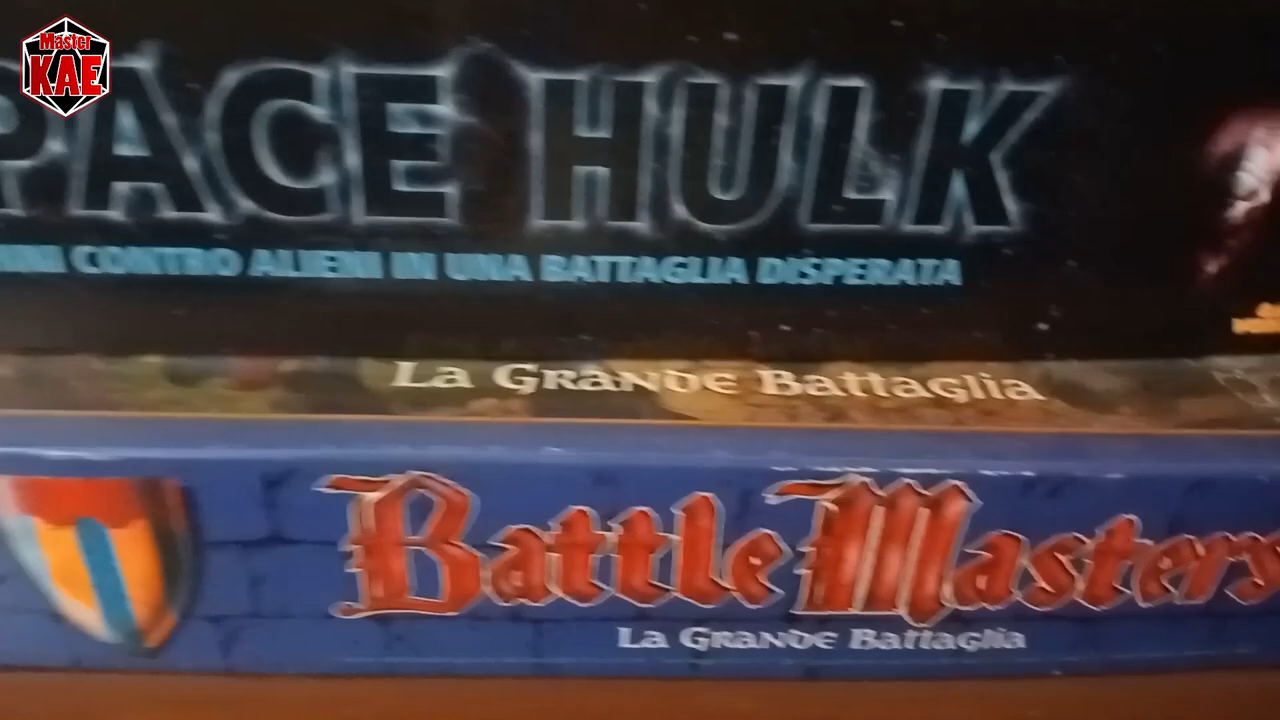 Master
KAE
PACE HULK
CONTRO ALIENI IN UNA BATTAGLIA DISPERATA
La Grande Battaglia
Battle Masters
La Grande Battaglia